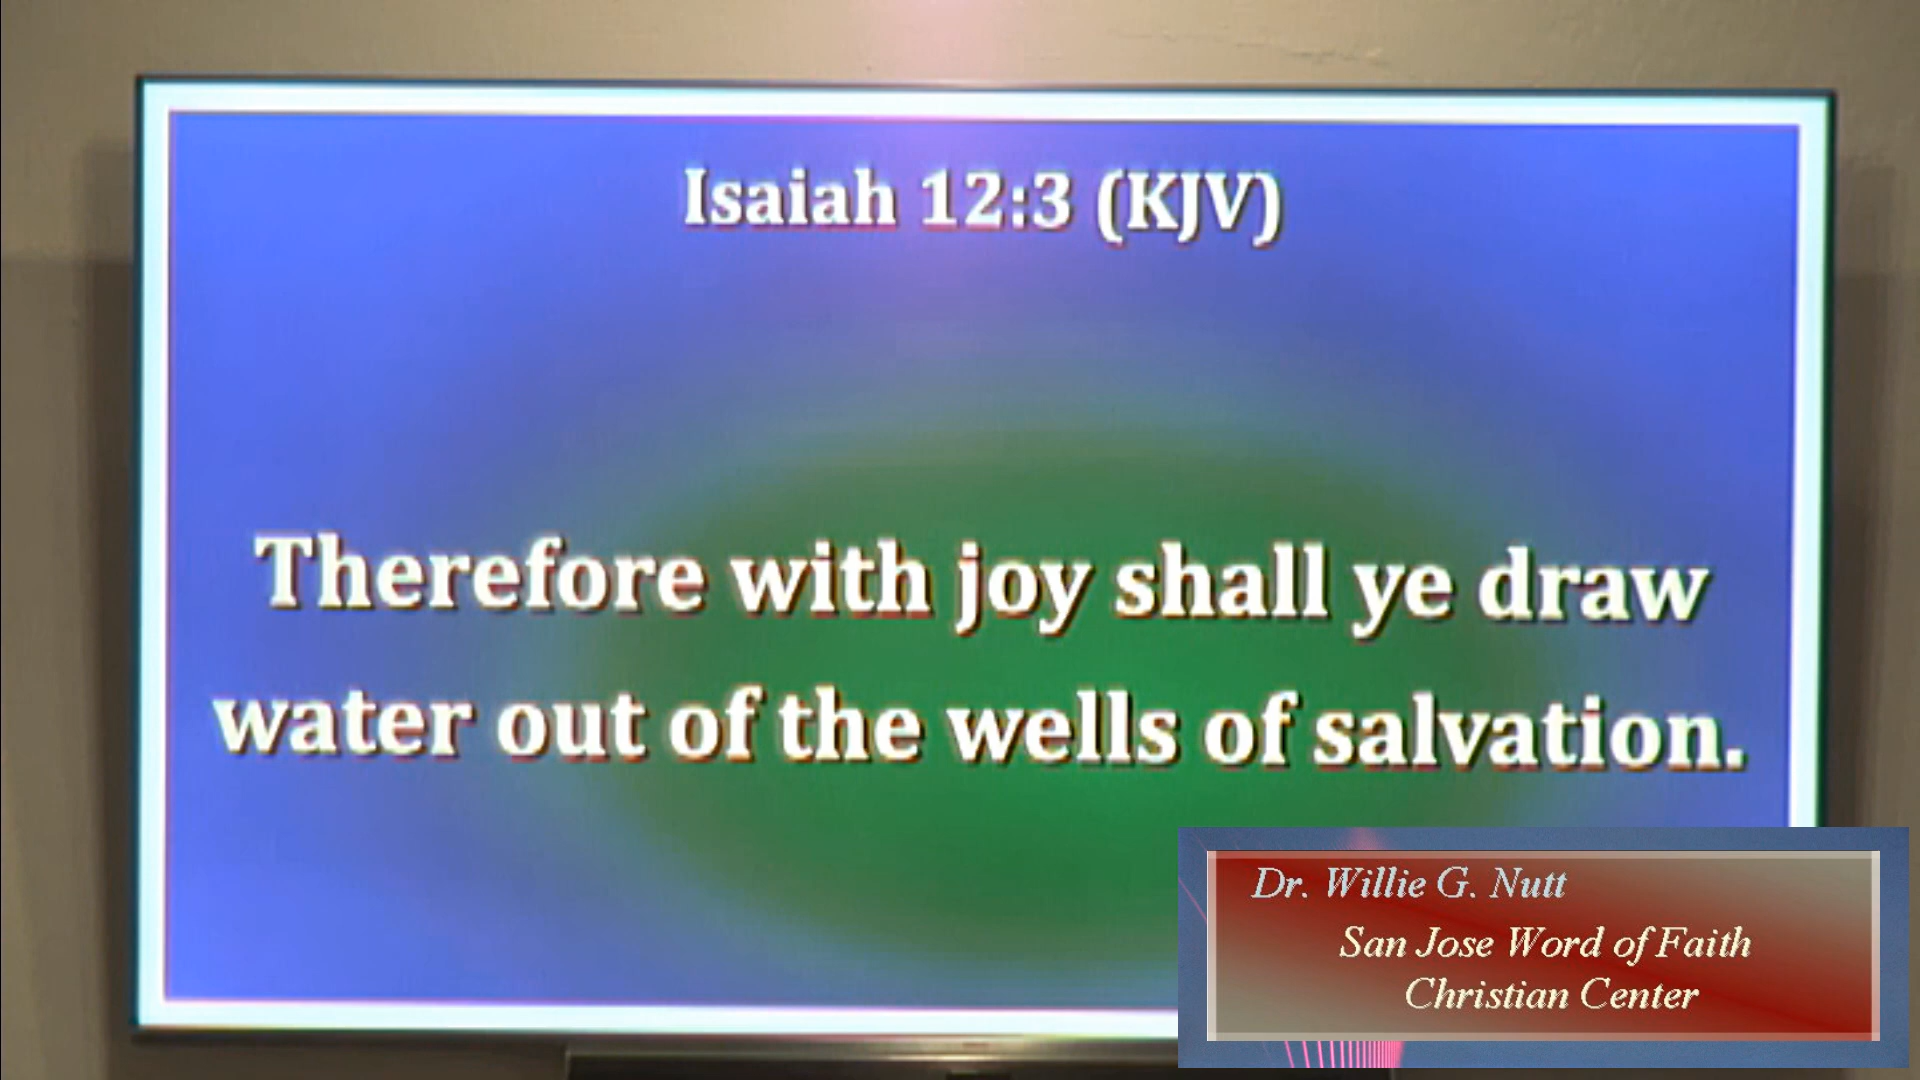 Isaiah 12:3 (KJV)
Therefore with joy shall ye draw
water out of the wells of salvation.
Dr. Willie G. Nutt
San Jose Word of Faith
Christian Center